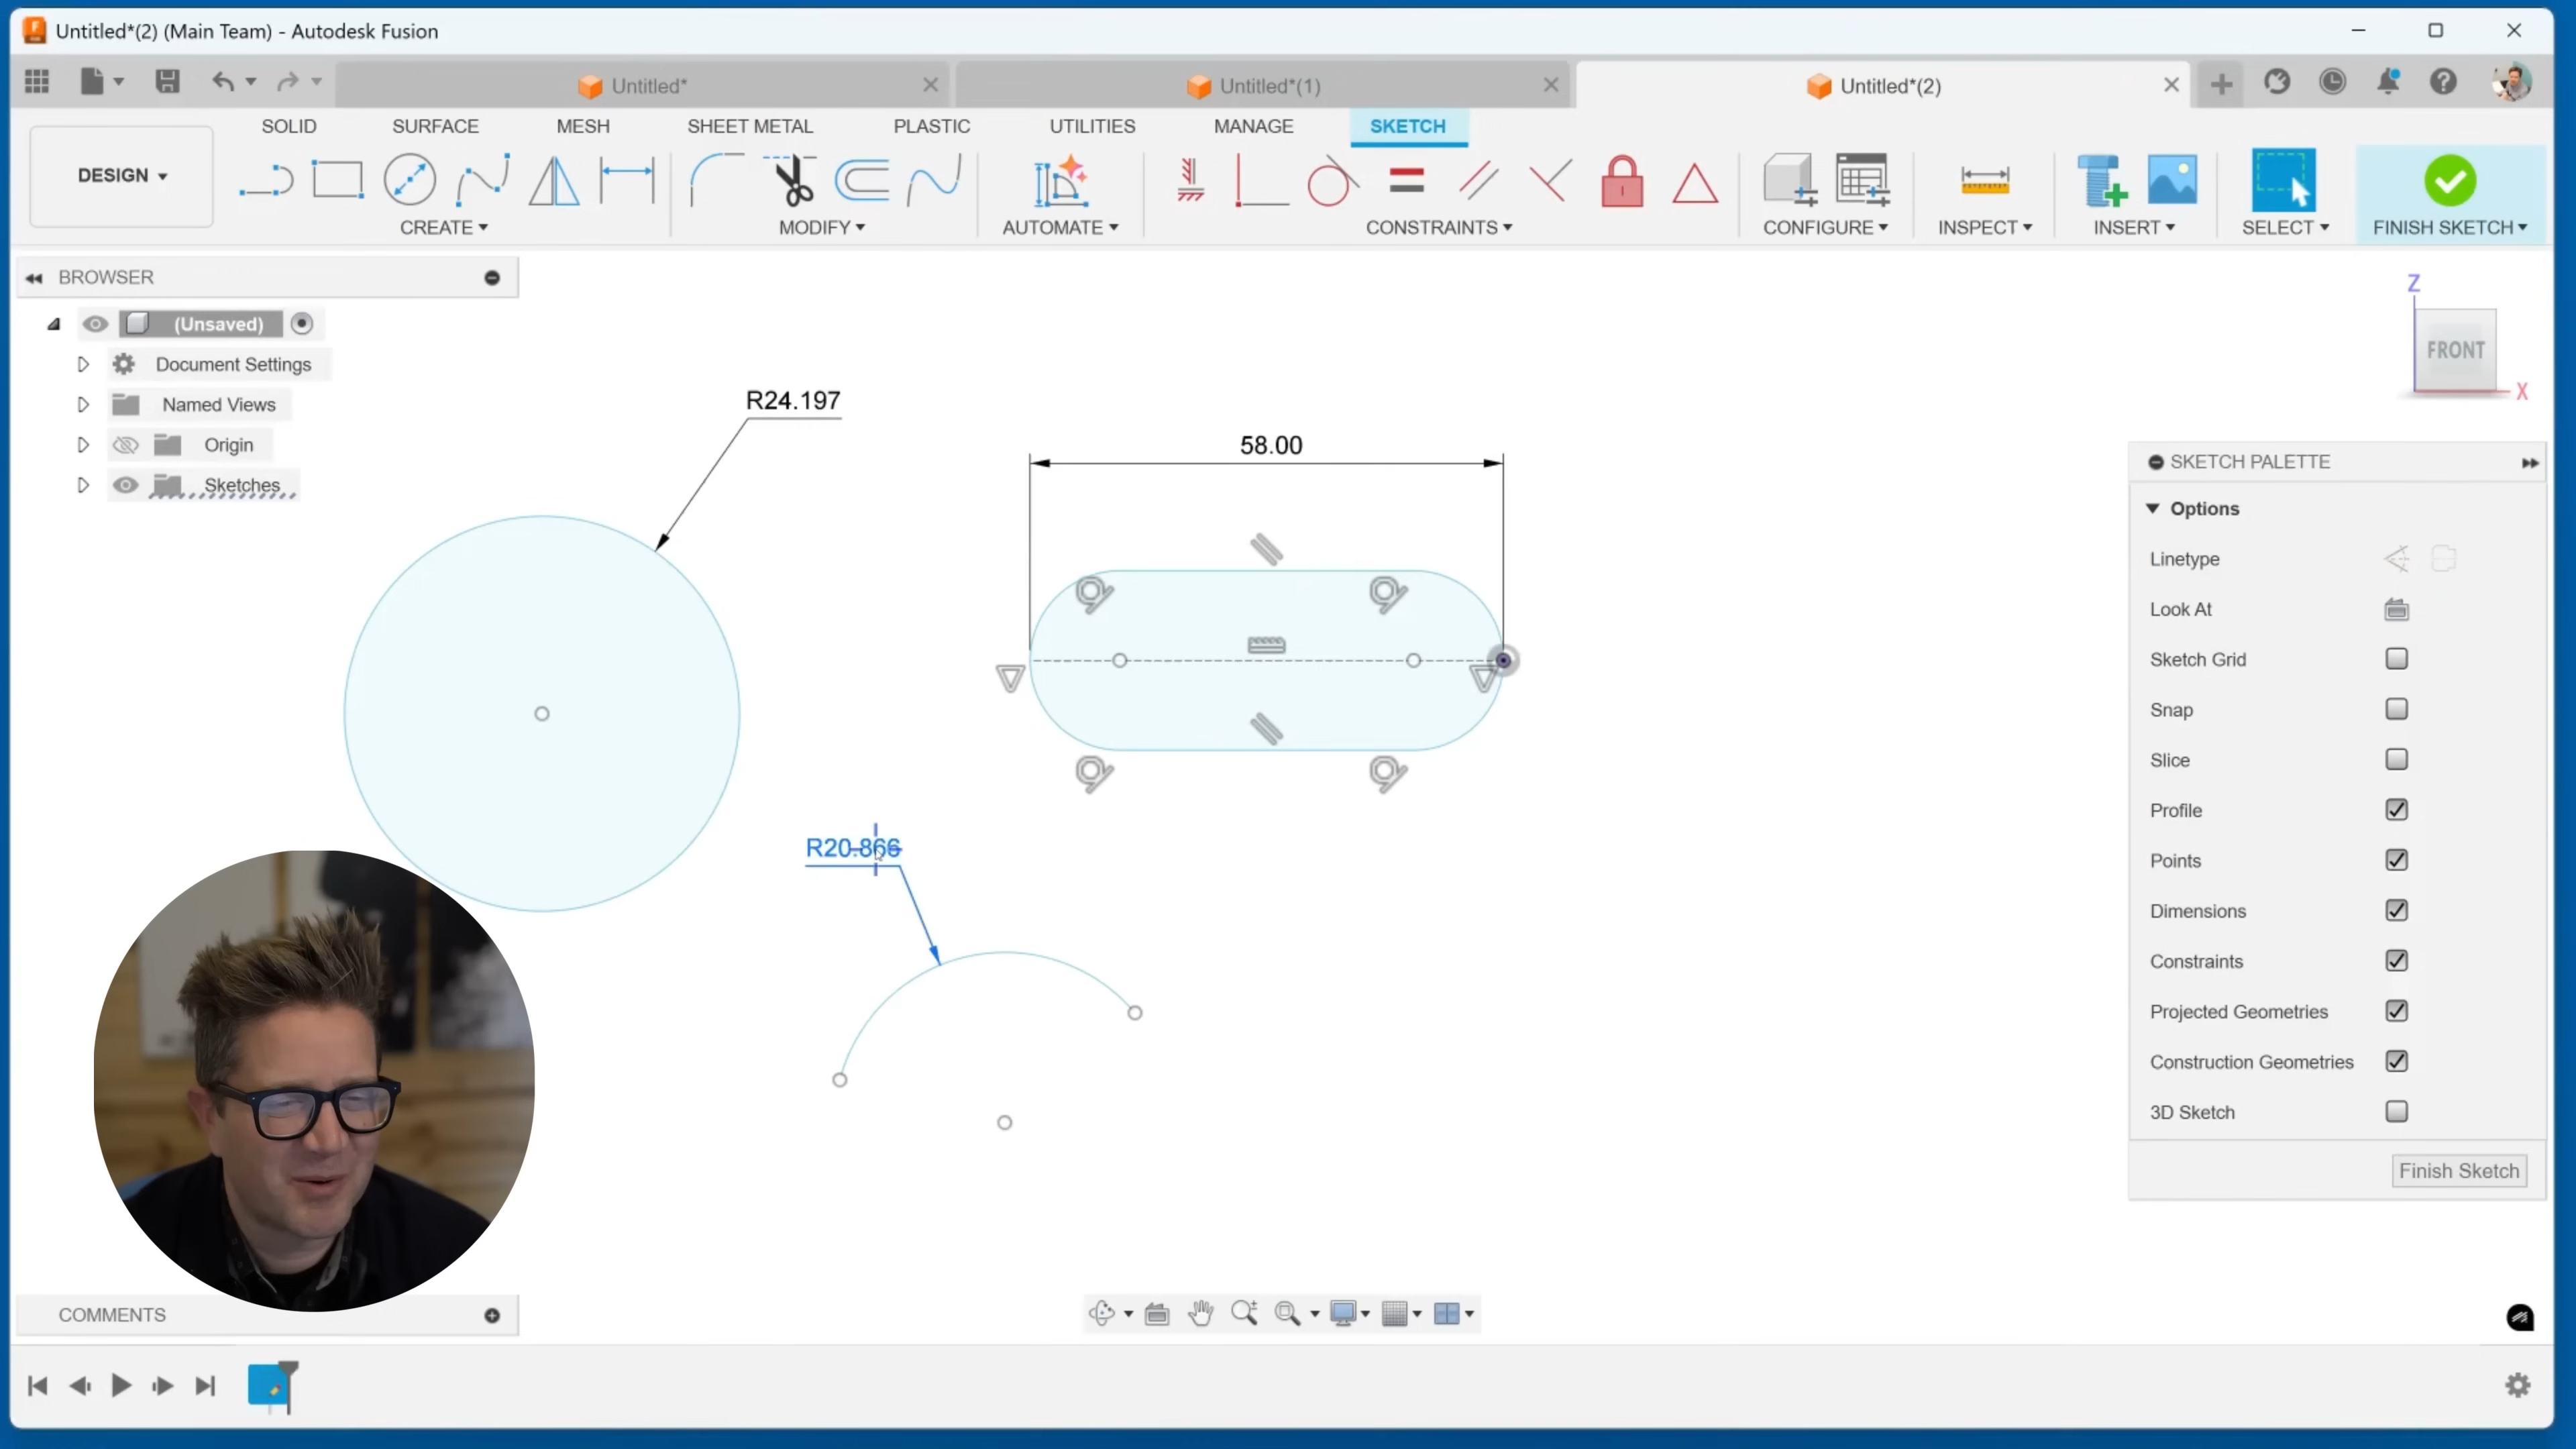 Untitled*(2) (Main Team) - Autodesk Fusion
Untitled*
Untitled*(1)
Untitled*(2)
SOLID SURFACE MESH SHEET METAL PLASTIC UTILITIES MANAGE SKETCH
DESIGN
CREATE MODIFY AUTOMATE CONSTRAINTS CONFIGURE INSPECT INSERT SELECT FINISH SKETCH
BROWSER
(Unsaved)
Document Settings
Named Views
Origin
Sketches
R24.197
58.00
R20.866
Z
FRONT
X
SKETCH PALETTE
Options
Linetype
Look At
Sketch Grid
Snap
Slice
Profile
Points
Dimensions
Constraints
Projected Geometries
Construction Geometries
3D Sketch
Finish Sketch
COMMENTS